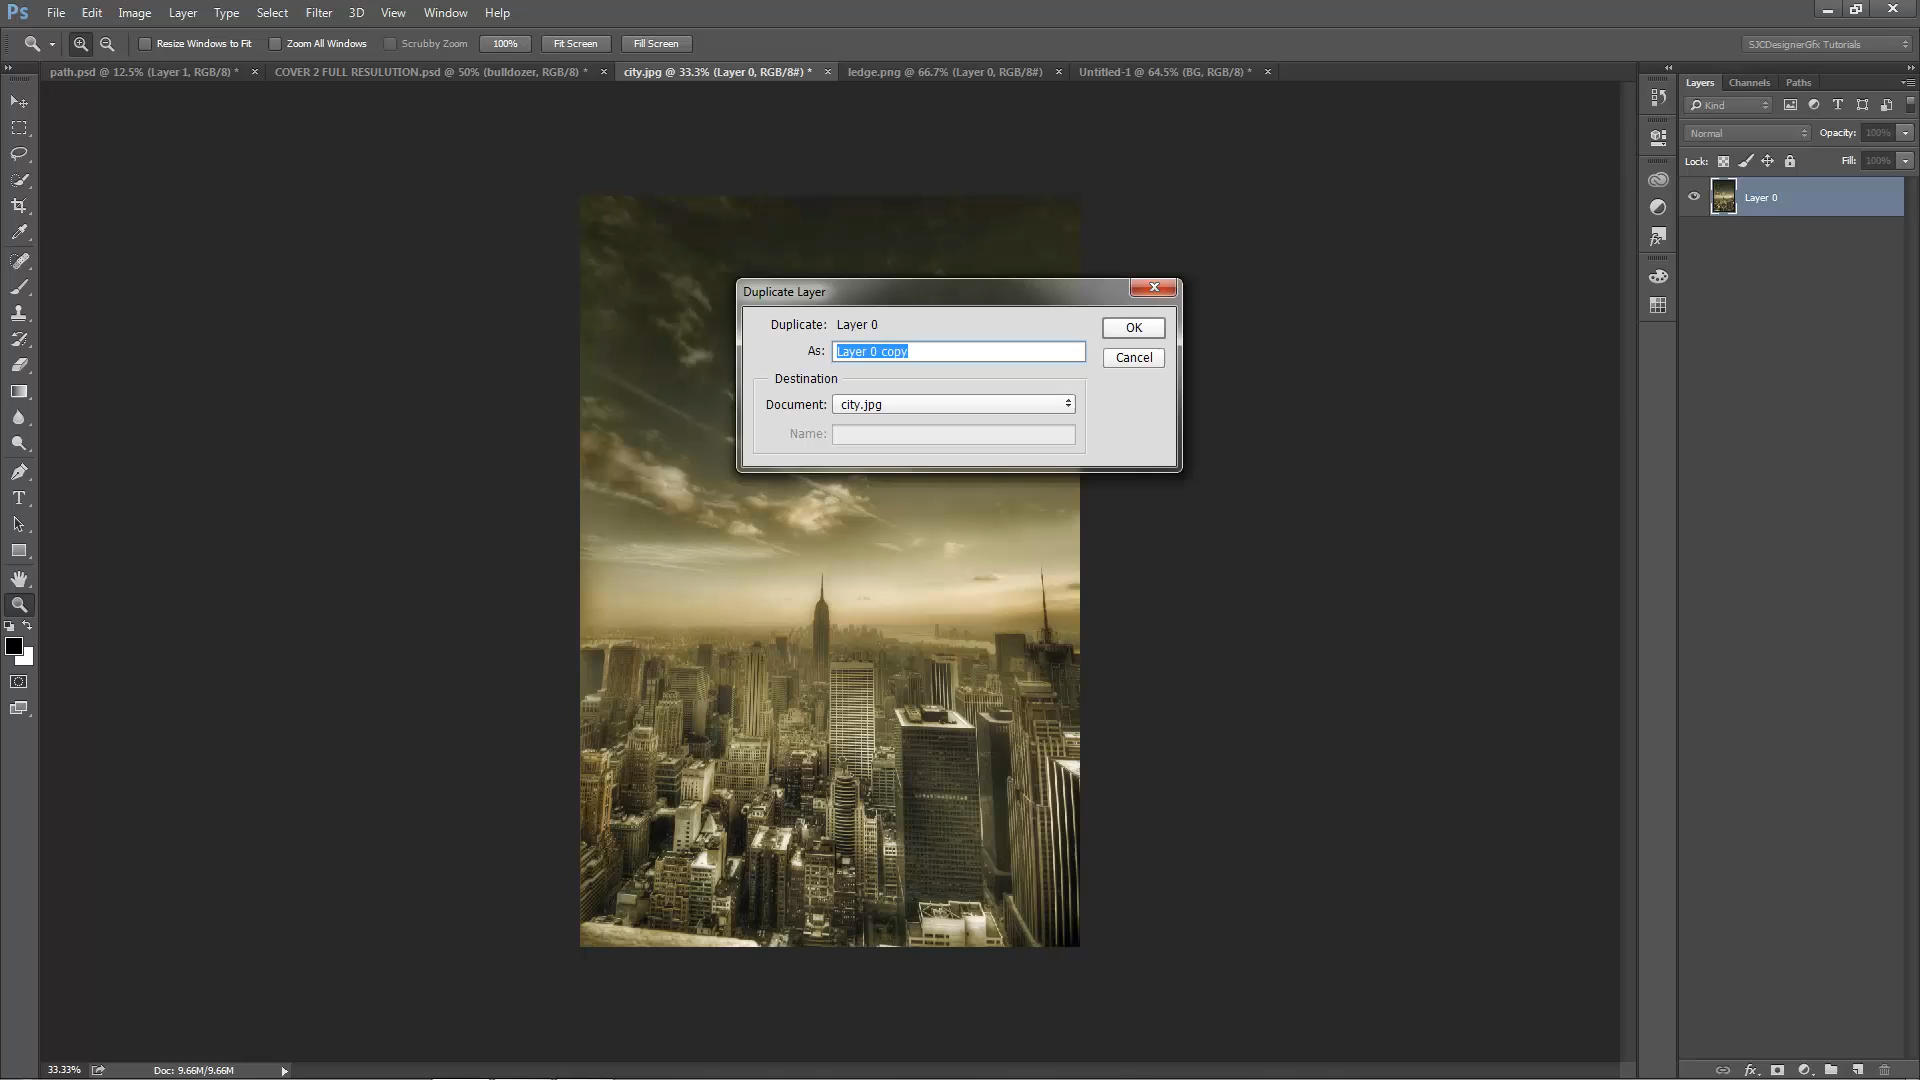 Ps File Edit Image Layer Type Select Filter 3D View Window Help
Resize Windows to Fit Zoom All Windows Scrubby Zoom 100% Fit Screen Fill Screen SJCDesignerGfx Tutorials
path.psd @ 12.5% (Layer 1, RGB/8) * × COVER 2 FULL RESULUTION.psd @ 50% (bulldozer, RGB/8) * × city.jpg @ 33.3% (Layer 0, RGB/8#) * × ledge.png @ 66.7% (Layer 0, RGB/8#) × Untitled-1 @ 64.5% (BG, RGB/8) * ×
Layers Channels Paths
Kind
Normal Opacity: 100%
Lock: Fill: 100%
Layer 0
Duplicate Layer
Duplicate: Layer 0
OK
As: Layer 0 copy
Cancel
Destination
Document: city.jpg
Name:
33.33% Doc: 9.66M/9.66M